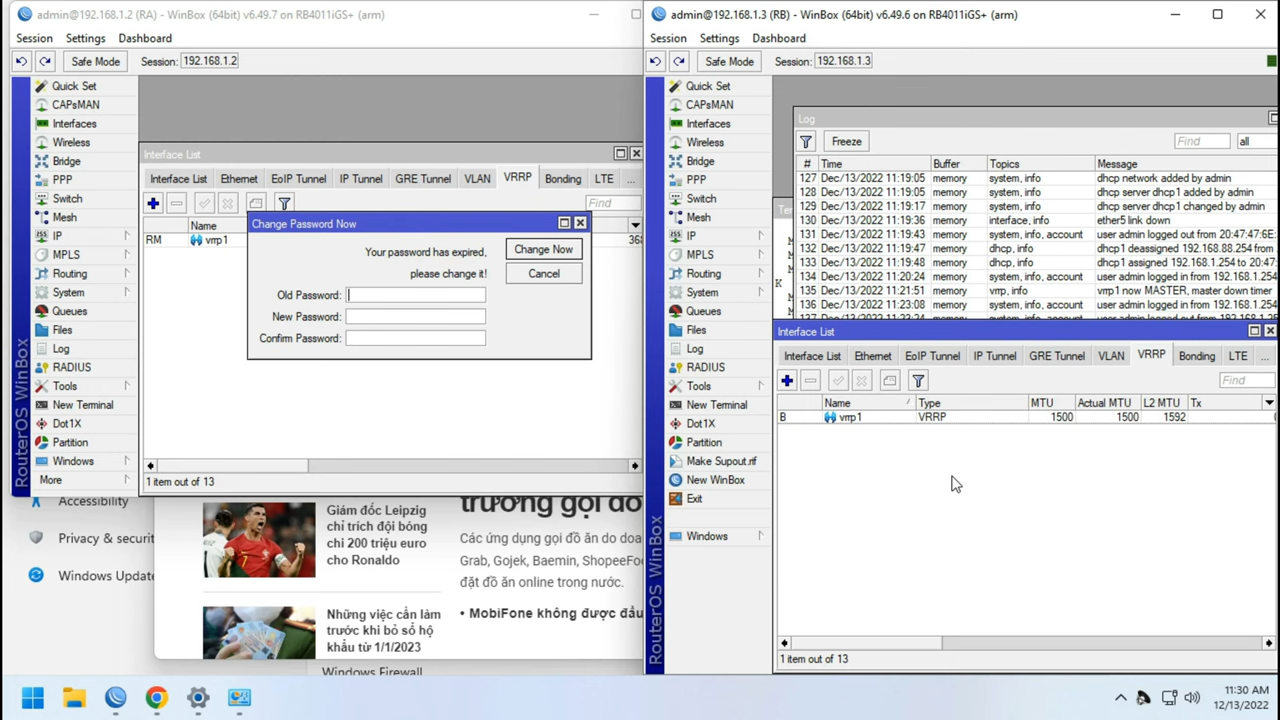 admin@192.168.1.2 (RA) - WinBox (64bit) v6.49.7 on RB4011iGS+ (arm)
Session Settings Dashboard
Safe Mode Session: 192.168.1.2
Quick Set
CAPsMAN
Interfaces
Wireless
Bridge
PPP
Switch
Mesh
IP
MPLS
Routing
System
Queues
Files
Log
RADIUS
Tools
New Terminal
Dot1X
Partition
Windows
More
RouterOS WinBox
Interface List
Interface List Ethernet EoIP Tunnel IP Tunnel GRE Tunnel VLAN VRRP Bonding LTE ...
Find
Name
RM vrrp1 368
1 item out of 13
Change Password Now
Your password has expired,
please change it!
Change Now
Cancel
Old Password:
New Password:
Confirm Password:
Accessibility
Privacy & securit
Windows Update
Giám đốc Leipzig
chỉ trích đội bóng
chi 200 triệu euro
cho Ronaldo
Những việc cần làm
trước khi bỏ sổ hộ
khẩu từ 1/1/2023
trường gọi đồ
Các ứng dụng gọi đồ ăn do doa
Grab, Gojek, Baemin, ShopeeFoo
đặt đồ ăn online trong nước.
• MobiFone không được đấu
Windows Firewall
admin@192.168.1.3 (RB) - WinBox (64bit) v6.49.6 on RB4011iGS+ (arm)
Session Settings Dashboard
Safe Mode Session: 192.168.1.3
Quick Set
CAPsMAN
Interfaces
Wireless
Bridge
PPP
Switch
Mesh
IP
MPLS
Routing
System
Queues
Files
Log
RADIUS
Tools
New Terminal
Dot1X
Partition
Make Supout.rif
New WinBox
Exit
Windows
RouterOS WinBox
Log
Freeze Find all
# Time Buffer Topics Message
127 Dec/13/2022 11:19:05 memory system, info dhcp network added by admin
128 Dec/13/2022 11:19:05 memory system, info dhcp server dhcp1 added by admin
129 Dec/13/2022 11:19:17 memory system, info dhcp server dhcp1 changed by admin
130 Dec/13/2022 11:19:36 memory interface, info ether5 link down
131 Dec/13/2022 11:19:43 memory system, info, account user admin logged out from 20:47:47:6E:
132 Dec/13/2022 11:19:49 memory dhcp, info dhcp1 deassigned 192.168.88.254 from
133 Dec/13/2022 11:19:49 memory dhcp, info dhcp1 assigned 192.168.1.254 to 20:47
134 Dec/13/2022 11:20:24 memory system, info, account user admin logged in from 192.168.1.254
135 Dec/13/2022 11:21:58 memory vrrp, info vrrp1 now MASTER, master down timer
136 Dec/13/2022 11:23:08 memory system, info, account user admin logged out from 192.168.1.25
Interface List
Interface List Ethernet EoIP Tunnel IP Tunnel GRE Tunnel VLAN VRRP Bonding LTE ...
Find
Name Type MTU Actual MTU L2 MTU Tx
B vrrp1 VRRP 1500 1500 1592
1 item out of 13
11:30 AM
12/13/2022